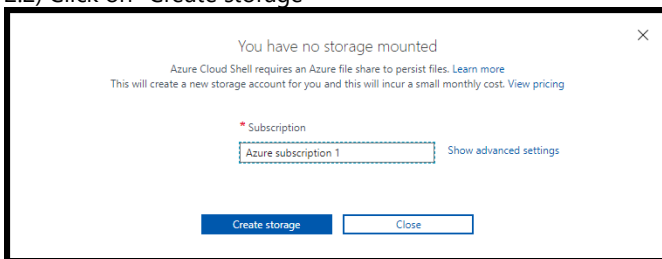 2.2) Click on "Create storage"
You have no storage mounted
Azure Cloud Shell requires an Azure file share to persist files. Learn more
This will create a new storage account for you and this will incur a small monthly cost. View pricing
* Subscription
Azure subscription 1
Show advanced settings
Create storage
Close